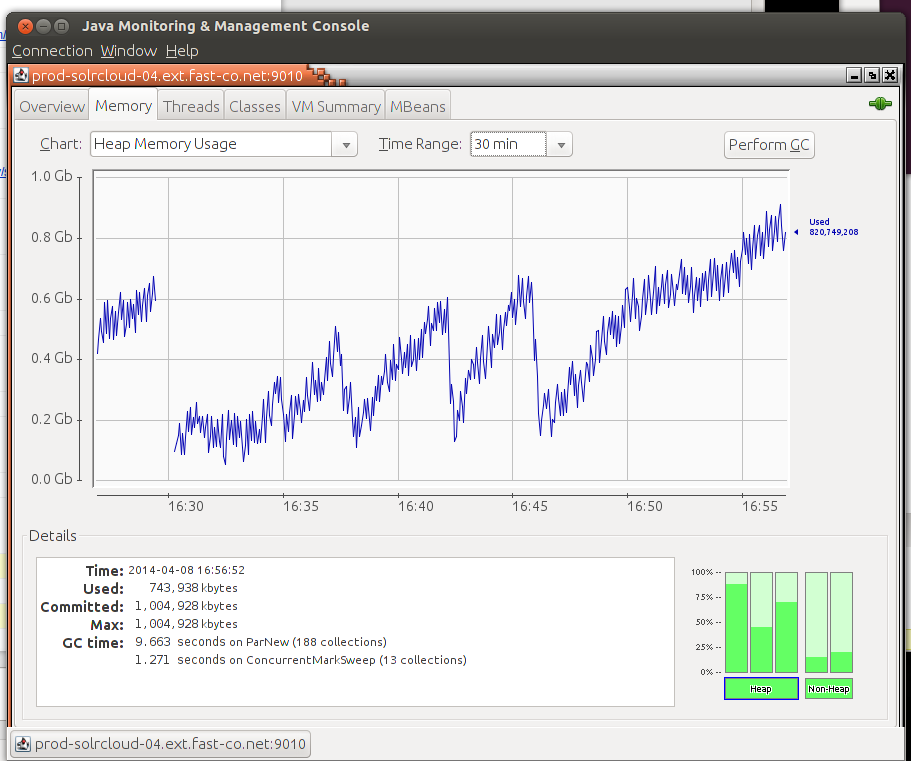 Java Monitoring & Management Console
Connection Window Help
prod-solrcloud-04.ext.fast-co.net:9010
Overview Memory Threads Classes VM Summary MBeans
Chart: Heap Memory Usage Time Range: 30 min Perform GC
1.0 Gb
0.8 Gb
0.6 Gb
0.4 Gb
0.2 Gb
0.0 Gb
Used
820,749,208
16:30 16:35 16:40 16:45 16:50 16:55
Details
Time: 2014-04-08 16:56:52
Used: 743,938 kbytes
Committed: 1,004,928 kbytes
Max: 1,004,928 kbytes
GC time: 9.663 seconds on ParNew (188 collections)
1.271 seconds on ConcurrentMarkSweep (13 collections)
100% --
75% --
50% --
25% --
0% --
Heap Non-Heap
prod-solrcloud-04.ext.fast-co.net:9010